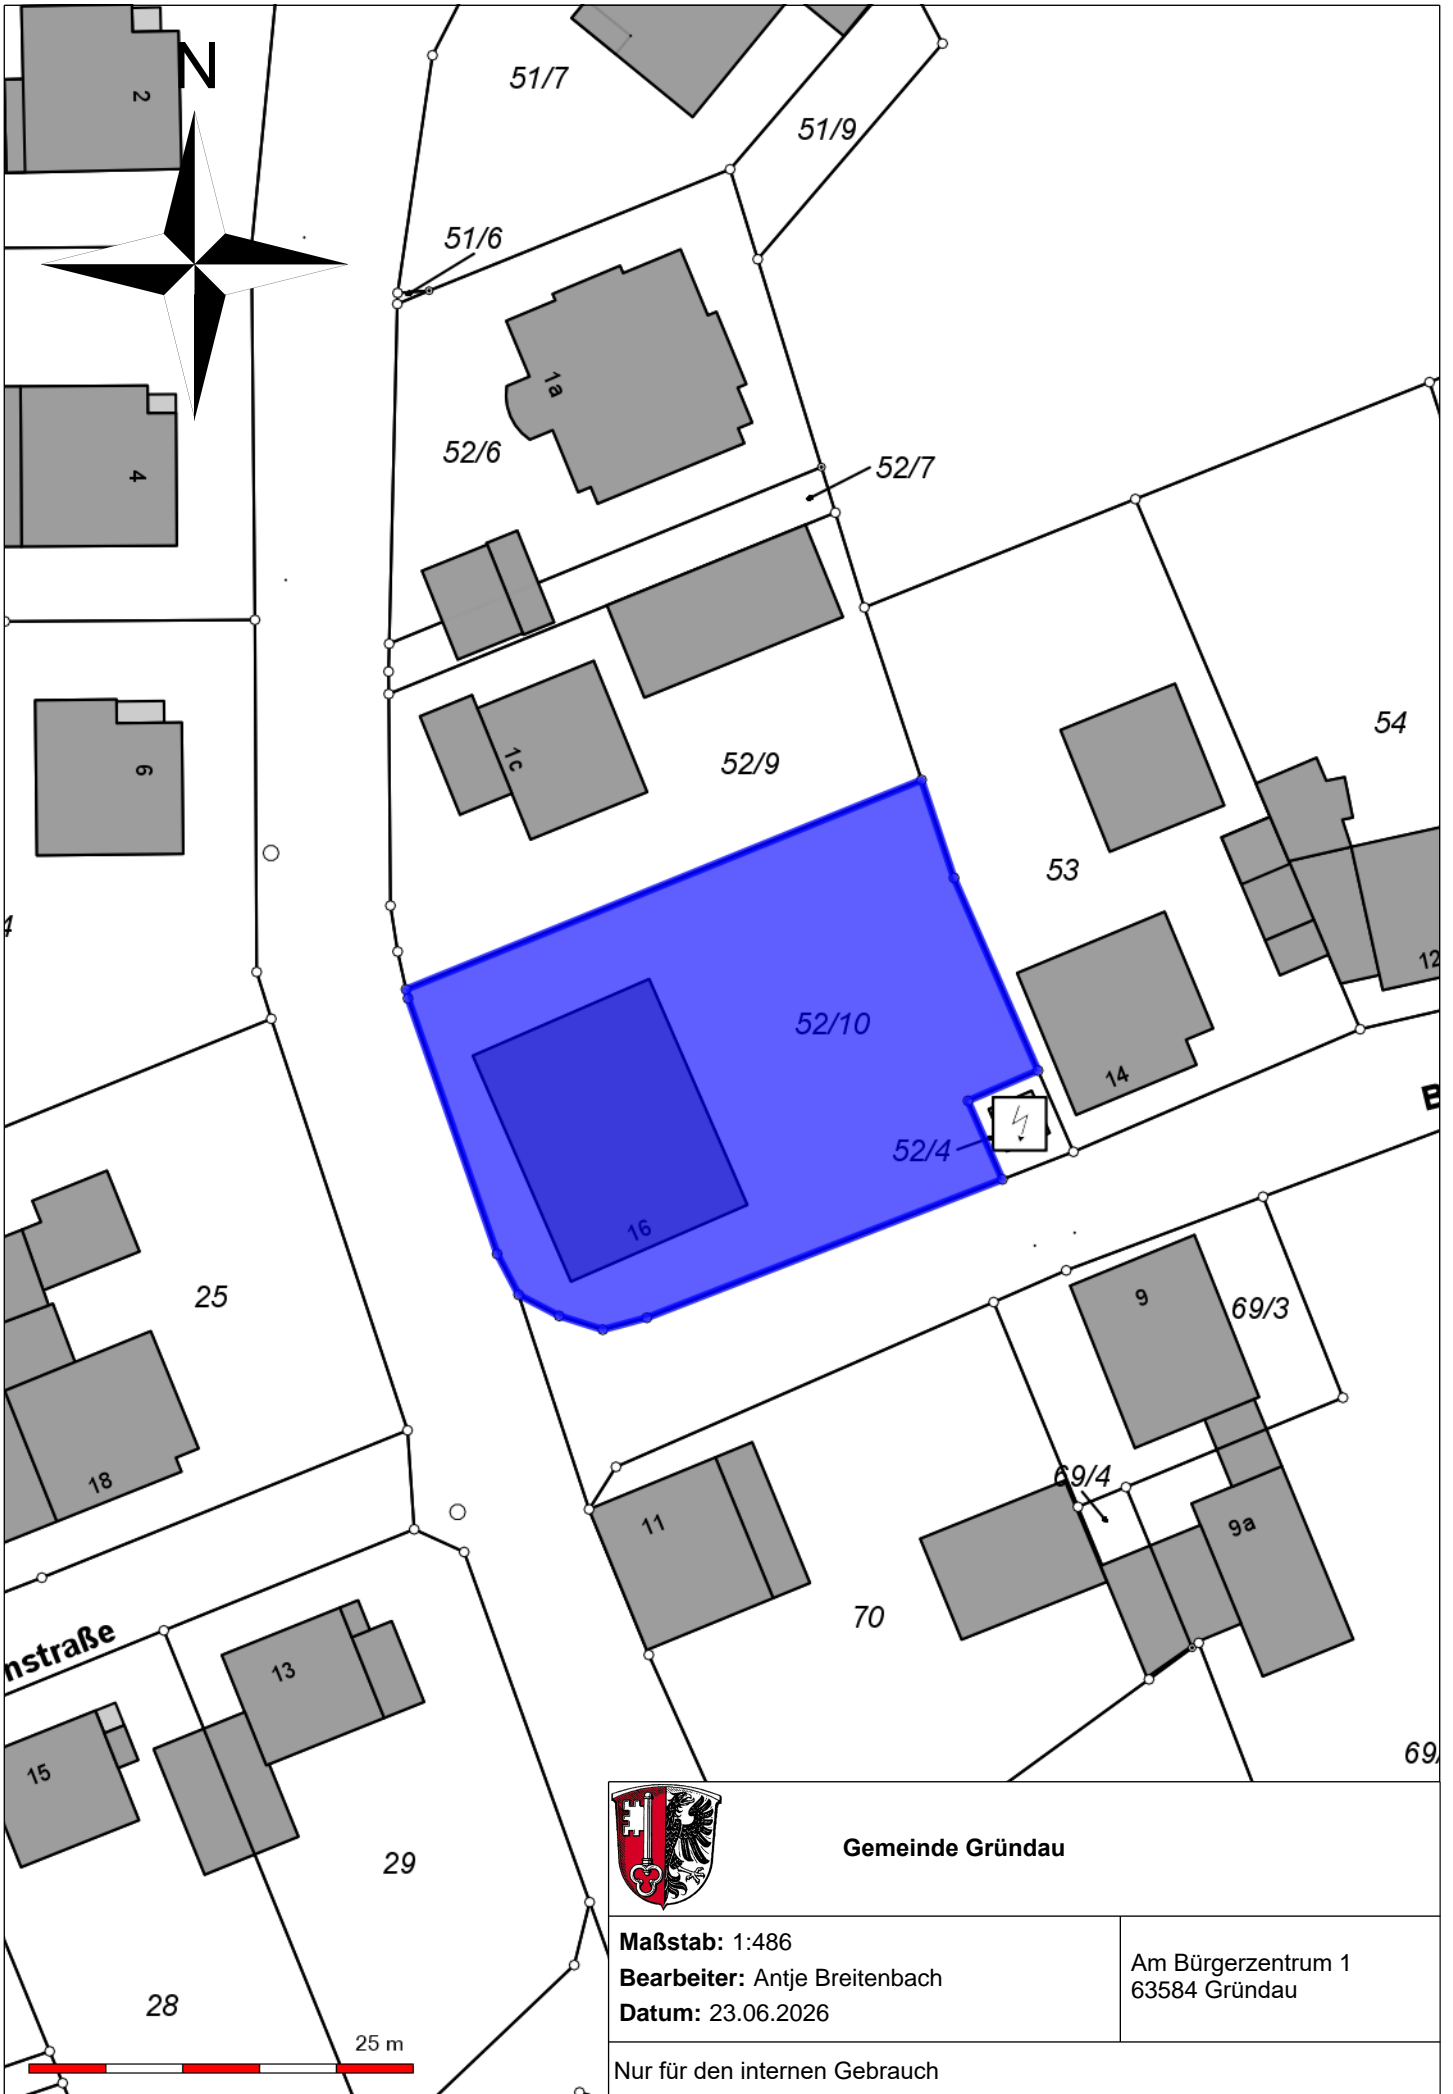 N
2
51/7
51/9
51/6
1a
52/6
4
52/7
54
6
1c
52/9
53
4
12
52/10
14
B
52/4
16
25
9
69/3
18
69/4
11
9a
70
nstraße
13
15
69/
29
28
25 m
Gemeinde Gründau
Maßstab: 1:486
Bearbeiter: Antje Breitenbach
Datum: 23.06.2026
Am Bürgerzentrum 1
63584 Gründau
Nur für den internen Gebrauch